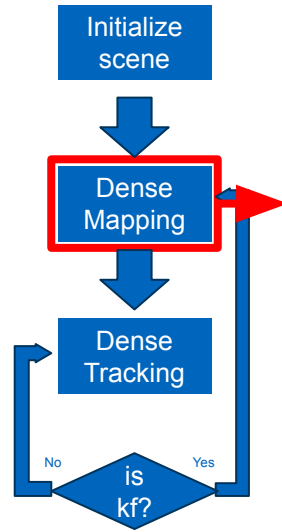 Initialize
scene
Dense
Mapping
Dense
Tracking
No
Yes
is
kf?